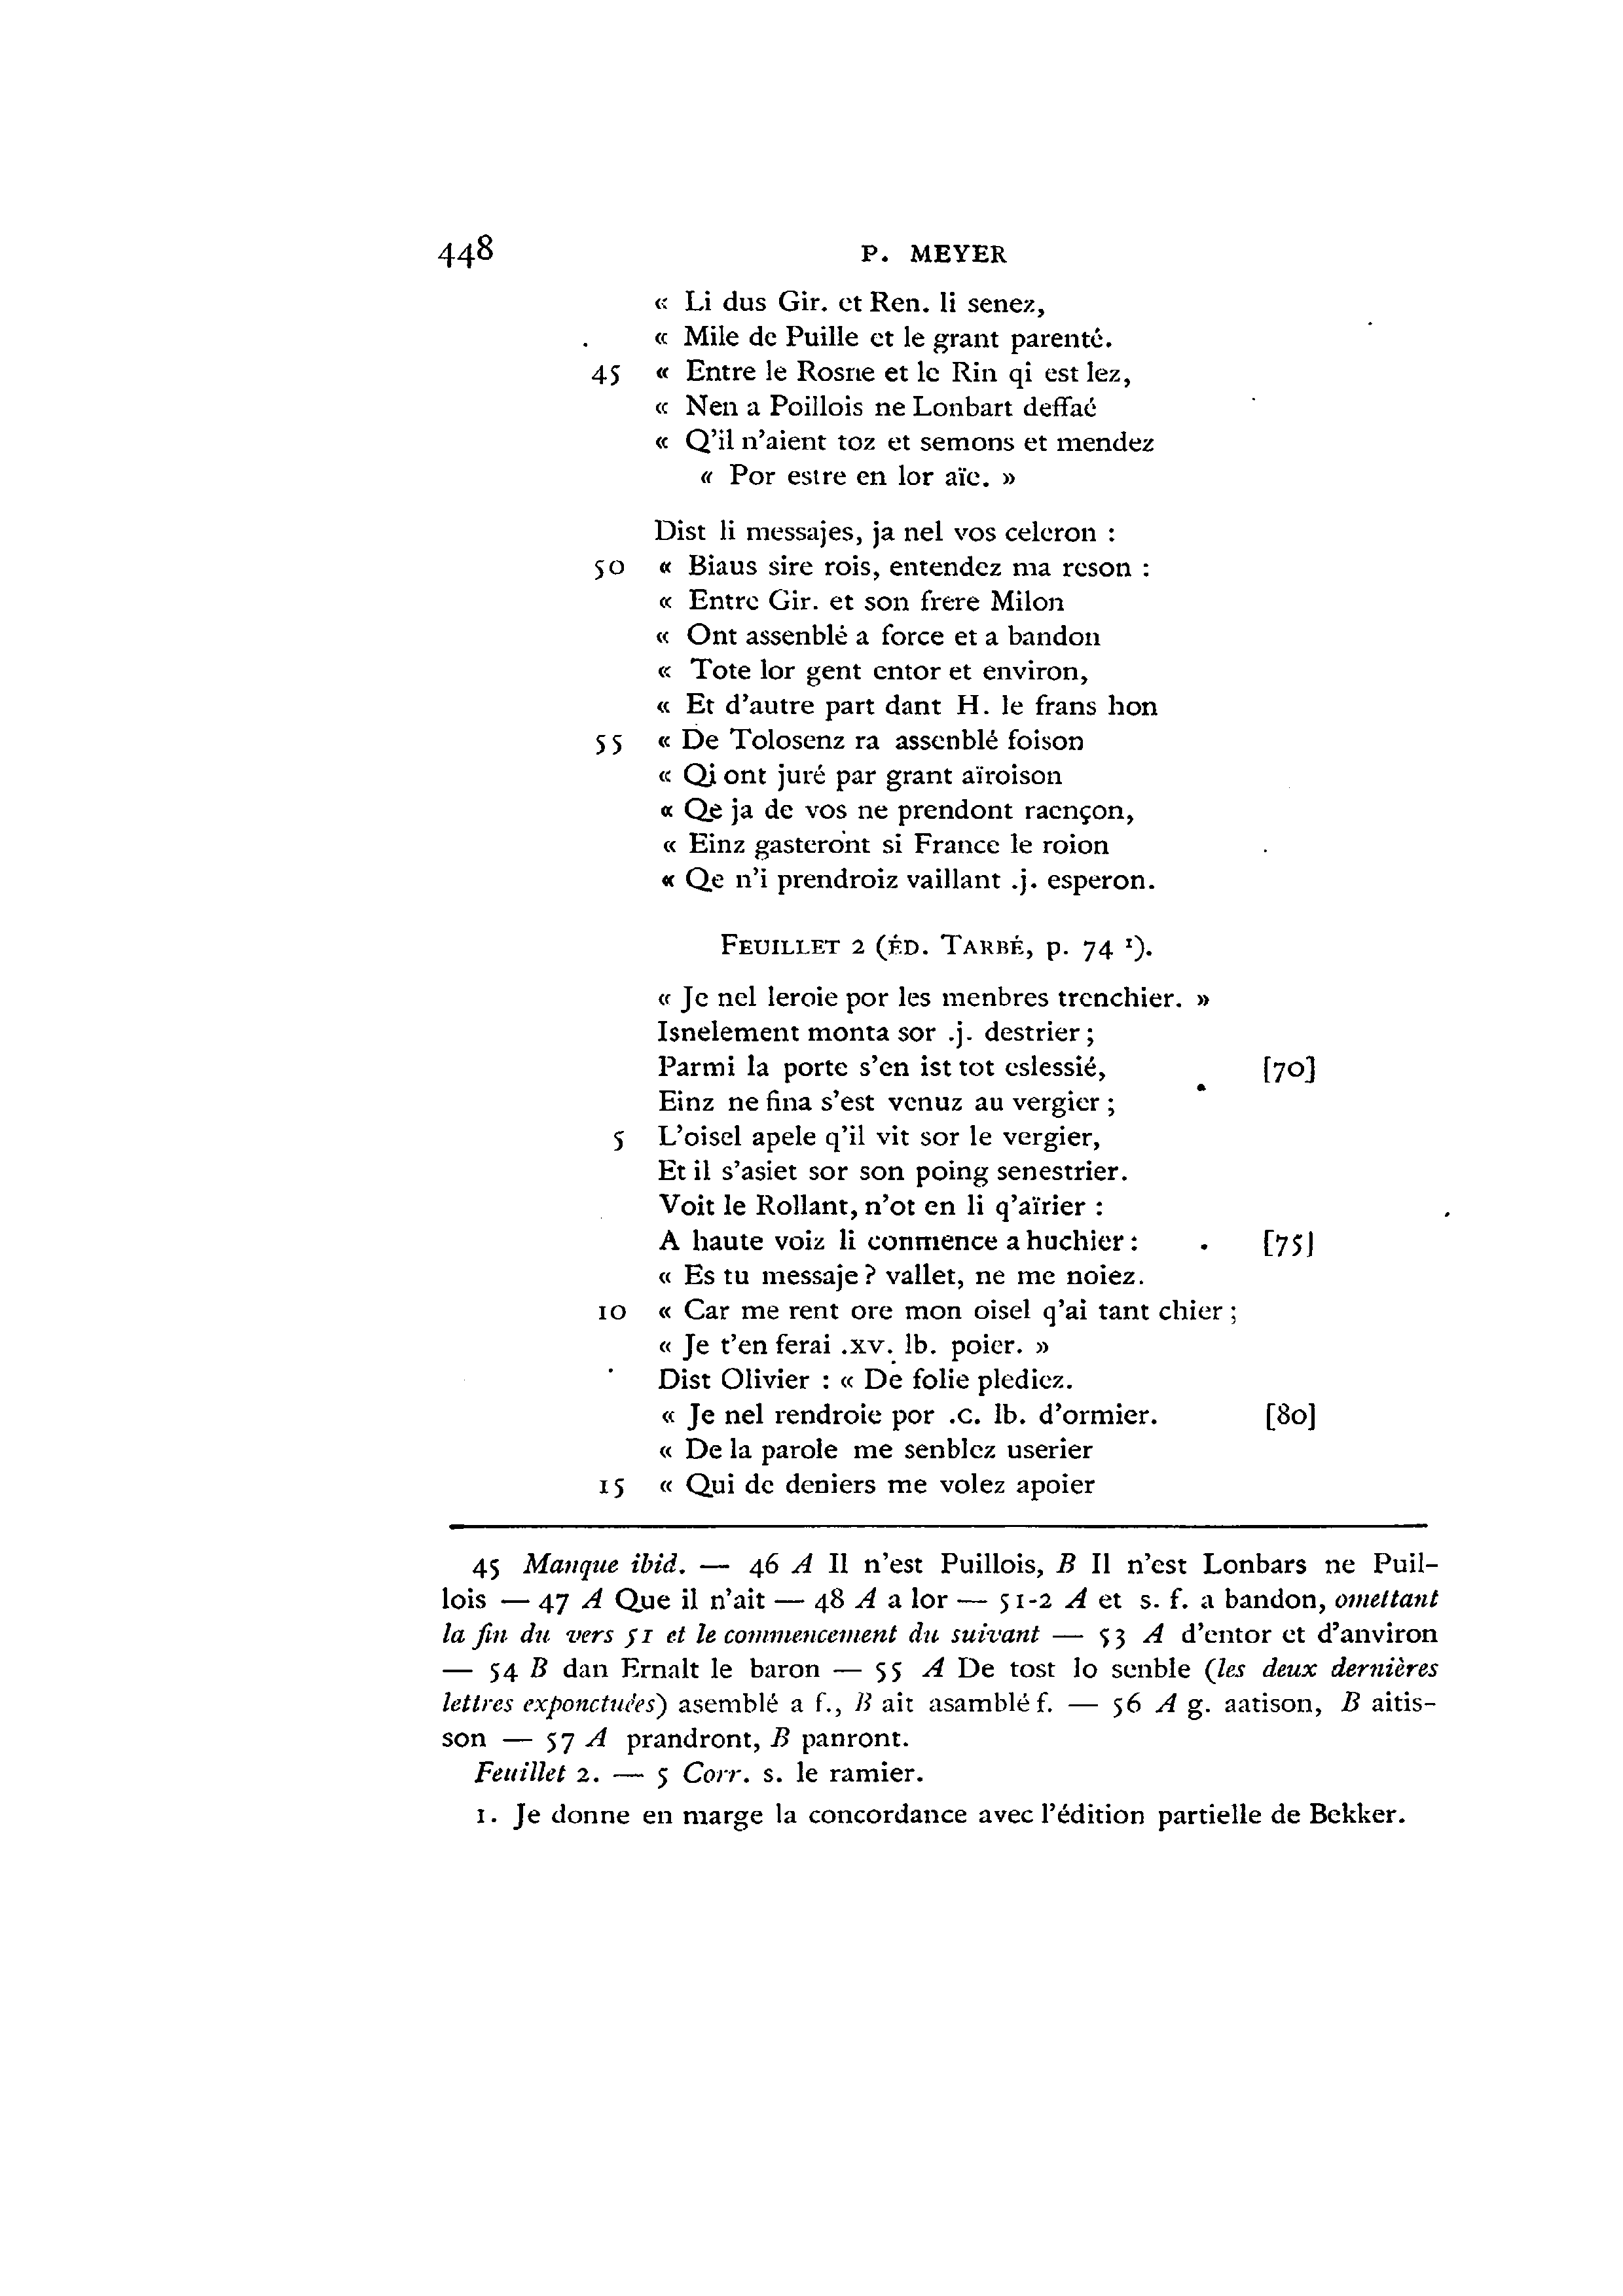 448 P. MEYER
« Li dus Gir. et Ren. li senez,
« Mile de Puille et le grant parenté.
45 « Entre le Rosne et le Rin qi est lez,
« Nen a Poillois ne Lonbart deffaé
« Q'il n'aient toz et semons et mendez
« Por estre en lor aïe. »
Dist li messajes, ja nel vos celeron :
50 « Biaus sire rois, entendez ma reson :
« Entre Gir. et son frere Milon
« Ont assenblé a force et a bandon
« Tote lor gent entor et environ,
« Et d'autre part dant H. le frans hon
55 « De Tolosenz ra assenblé foison
« Qi ont juré par grant aïroison
« Qe ja de vos ne prendont raençon,
« Einz gasteront si France le roion
« Qe n'i prendroiz vaillant .j. esperon.
FEUILLET 2 (ÉD. TARBÉ, p. 74 1).
« Je nel leroie por les menbres trenchier. »
Isnelement monta sor .j. destrier ;
Parmi la porte s'en ist tot eslessié, [70]
Einz ne fina s'est venuz au vergier ;
5 L'oisel apele q'il vit sor le vergier,
Et il s'asiet sor son poing senestrier.
Voit le Rollant, n'ot en li q'aïrier :
A haute voiz li conmence a huchier : [75]
« Es tu messaje ? vallet, ne me noiez.
10 « Car me rent ore mon oisel q'ai tant chier ;
« Je t'en ferai .xv. lb. poier. »
Dist Olivier : « De folie plediez.
« Je nel rendroie por .c. lb. d'ormier. [80]
« De la parole me senblez userier
15 « Qui de deniers me volez apoier
45 Manque ibid. — 46 A Il n'est Puillois, B Il n'est Lonbars ne Puil-
lois — 47 A Que il n'ait — 48 A a lor — 51-2 A et s. f. a bandon, omettant
la fin du vers 51 et le commencement du suivant — 53 A d'entor et d'anviron
— 54 B dan Ernalt le baron — 55 A De tost lo senble (les deux dernières
lettres exponctuées) asemblé a f., B ait asamblé f. — 56 A g. aatison, B aitis-
son — 57 A prandront, B panront.
Feuillet 2. — 5 Corr. s. le ramier.
1. Je donne en marge la concordance avec l'édition partielle de Bekker.